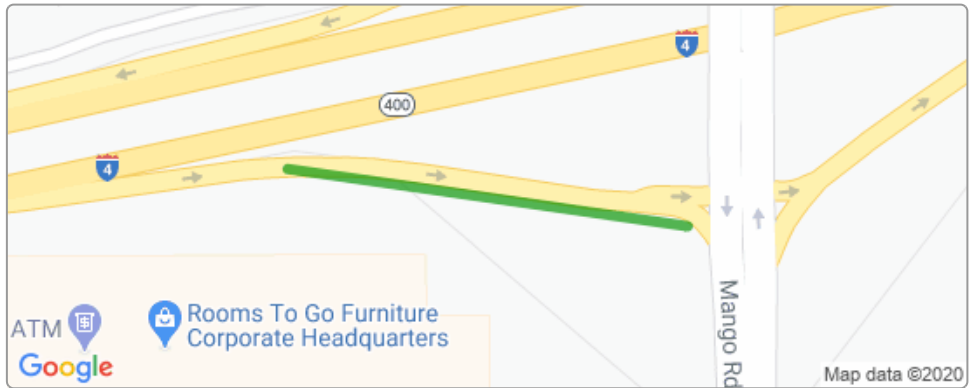 4
400
4
Mango Rd
ATM
Rooms To Go Furniture
Corporate Headquarters
Google
Map data ©2020